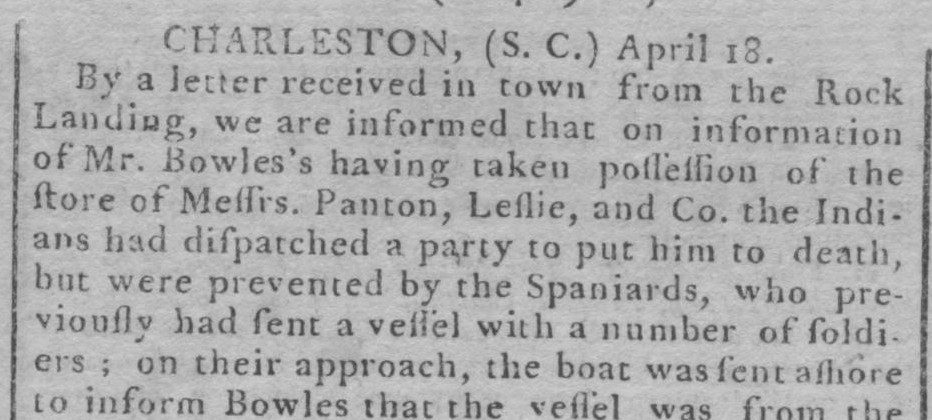 CHARLESTON, (S. C.) April 18.
By a letter received in town from the Rock
Landing, we are informed that on information
of Mr. Bowles's having taken poſſeſſion of the
ſtore of Meſſrs. Panton, Leſlie, and Co. the Indi-
ans had diſpatched a party to put him to death,
but were prevented by the Spaniards, who pre-
viouſly had ſent a veſſel with a number of ſoldi-
ers ; on their approach, the boat was ſent aſhore
to inform Bowles that the veſſel was from the